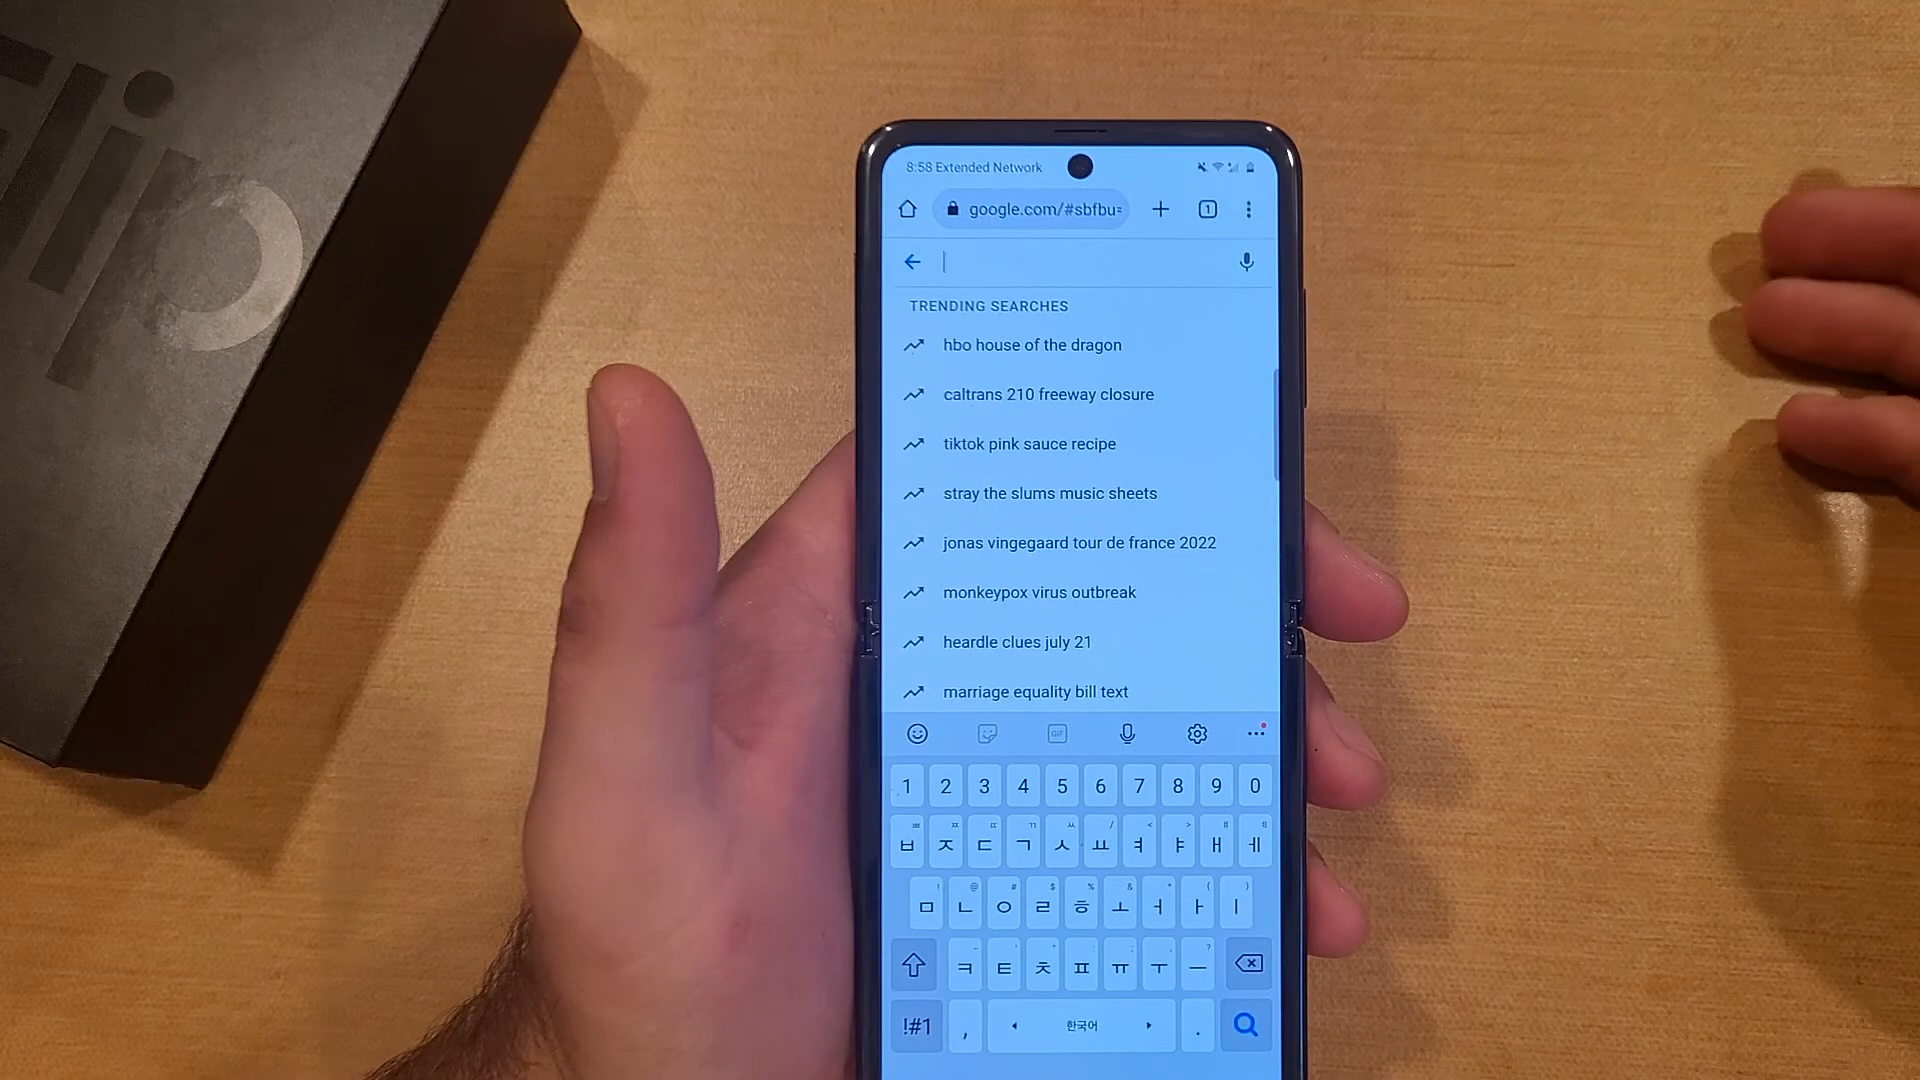 Flip
8:58 Extended Network
google.com/#sbfbu=
1
TRENDING SEARCHES
hbo house of the dragon
caltrans 210 freeway closure
tiktok pink sauce recipe
stray the slums music sheets
jonas vingegaard tour de france 2022
monkeypox virus outbreak
heardle clues july 21
marriage equality bill text
GIF
1 2 3 4 5 6 7 8 9 0
ㅃ ㅉ ㄸ ㄲ ㅆ / < > ㅒ ㅖ
ㅂ ㅈ ㄷ ㄱ ㅅ ㅛ ㅕ ㅑ ㅐ ㅔ
! @ # $ % & * ( )
ㅁ ㄴ ㅇ ㄹ ㅎ ㅗ ㅓ ㅏ ㅣ
ㅋ ㅌ ㅊ ㅍ ㅠ ㅜ ㅡ
!#1 , 한국어 .